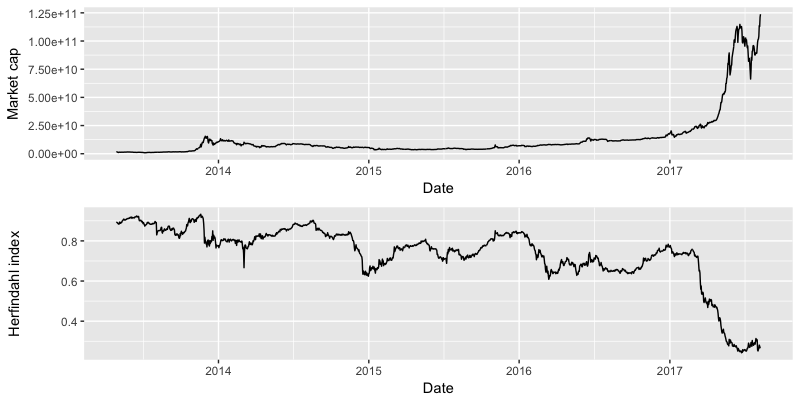 1.25e+11
1.00e+11
7.50e+10
5.00e+10
2.50e+10
0.00e+00
Market cap
2014 2015 2016 2017
Date
0.8
0.6
0.4
Herfindahl index
2014 2015 2016 2017
Date